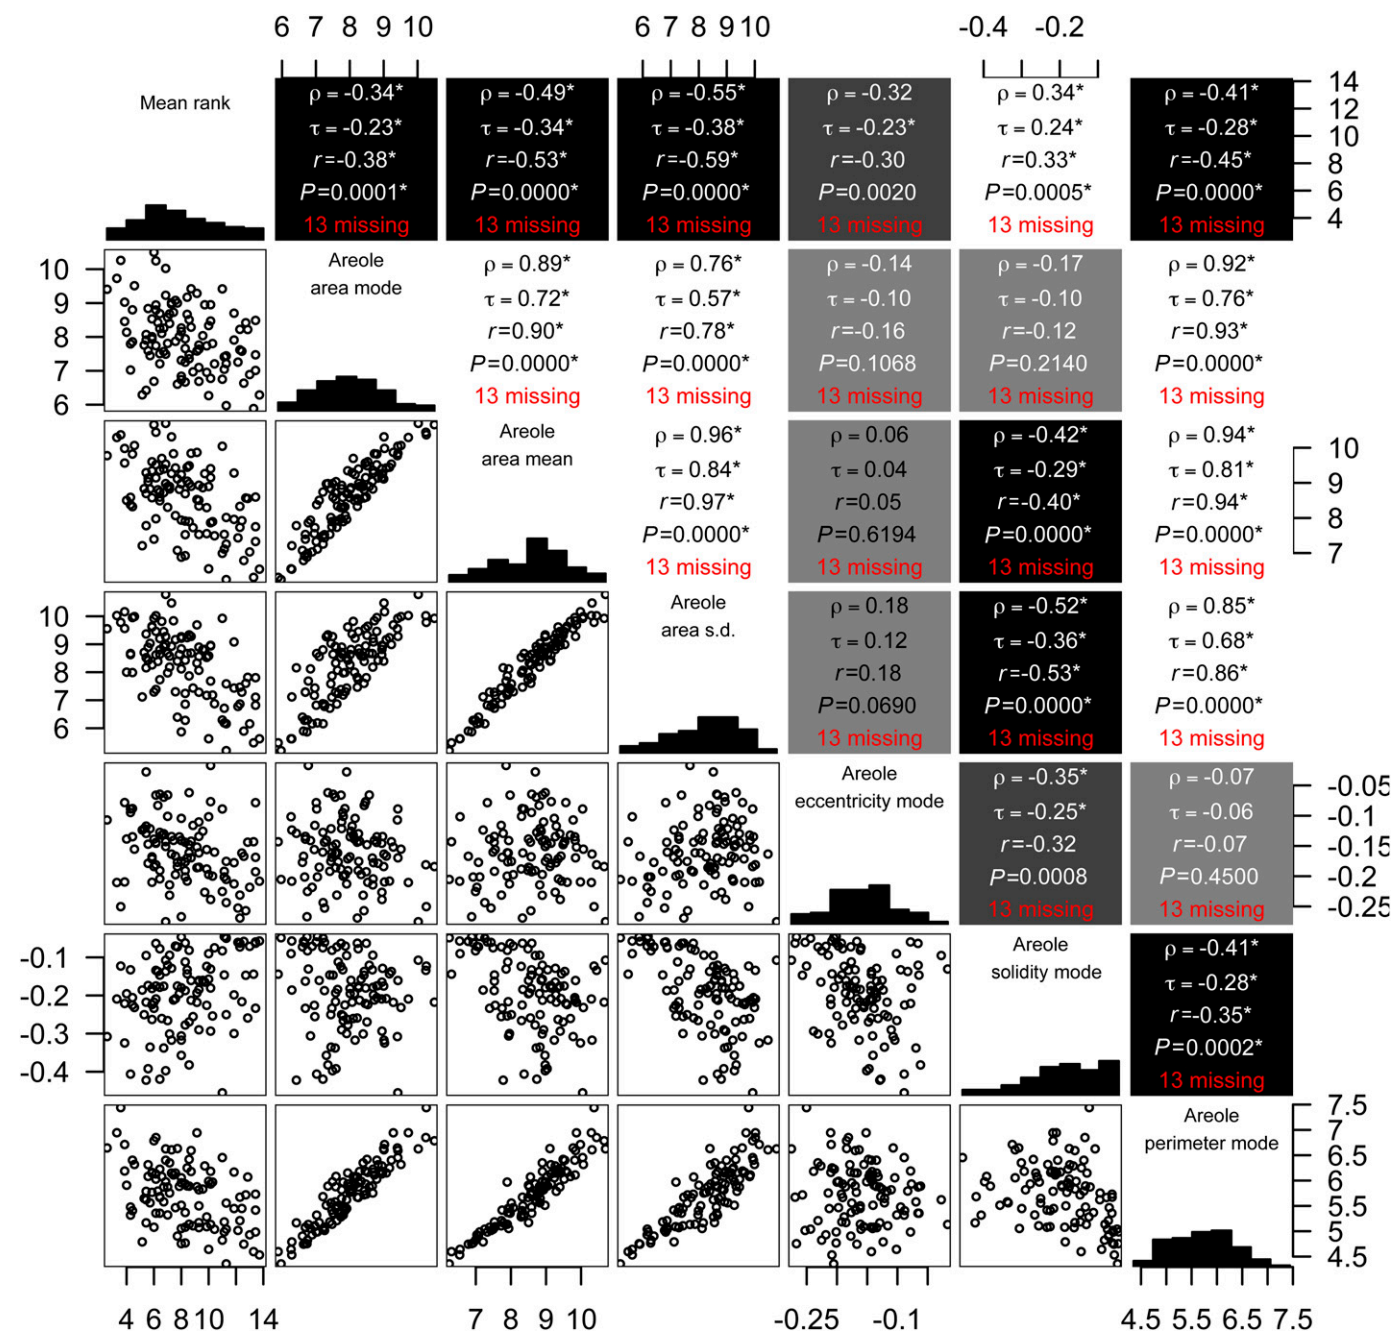 6 7 8 9 10 6 7 8 9 10 -0.4 -0.2
Mean rank
ρ = -0.34*
τ = -0.23*
r=-0.38*
P=0.0001*
13 missing
ρ = -0.49*
τ = -0.34*
r=-0.53*
P=0.0000*
13 missing
ρ = -0.55*
τ = -0.38*
r=-0.59*
P=0.0000*
13 missing
ρ = -0.32
τ = -0.23*
r=-0.30
P=0.0020
13 missing
ρ = 0.34*
τ = 0.24*
r=0.33*
P=0.0005*
13 missing
ρ = -0.41*
τ = -0.28*
r=-0.45*
P=0.0000*
13 missing
14
12
10
8
6
4
10
9
8
7
6
Areole
area mode
ρ = 0.89*
τ = 0.72*
r=0.90*
P=0.0000*
13 missing
ρ = 0.76*
τ = 0.57*
r=0.78*
P=0.0000*
13 missing
ρ = -0.14
τ = -0.10
r=-0.16
P=0.1068
13 missing
ρ = -0.17
τ = -0.10
r=-0.12
P=0.2140
13 missing
ρ = 0.92*
τ = 0.76*
r=0.93*
P=0.0000*
13 missing
Areole
area mean
ρ = 0.96*
τ = 0.84*
r=0.97*
P=0.0000*
13 missing
ρ = 0.06
τ = 0.04
r=0.05
P=0.6194
13 missing
ρ = -0.42*
τ = -0.29*
r=-0.40*
P=0.0000*
13 missing
ρ = 0.94*
τ = 0.81*
r=0.94*
P=0.0000*
13 missing
10
9
8
7
10
9
8
7
6
Areole
area s.d.
ρ = 0.18
τ = 0.12
r=0.18
P=0.0690
13 missing
ρ = -0.52*
τ = -0.36*
r=-0.53*
P=0.0000*
13 missing
ρ = 0.85*
τ = 0.68*
r=0.86*
P=0.0000*
13 missing
Areole
eccentricity mode
ρ = -0.35*
τ = -0.25*
r=-0.32
P=0.0008
13 missing
ρ = -0.07
τ = -0.06
r=-0.07
P=0.4500
13 missing
-0.05
-0.1
-0.15
-0.2
-0.25
-0.1
-0.2
-0.3
-0.4
Areole
solidity mode
ρ = -0.41*
τ = -0.28*
r=-0.35*
P=0.0002*
13 missing
Areole
perimeter mode
7.5
7
6.5
6
5.5
5
4.5
4 6 8 10 14 7 8 9 10 -0.25 -0.1 4.5 5.5 6.5 7.5